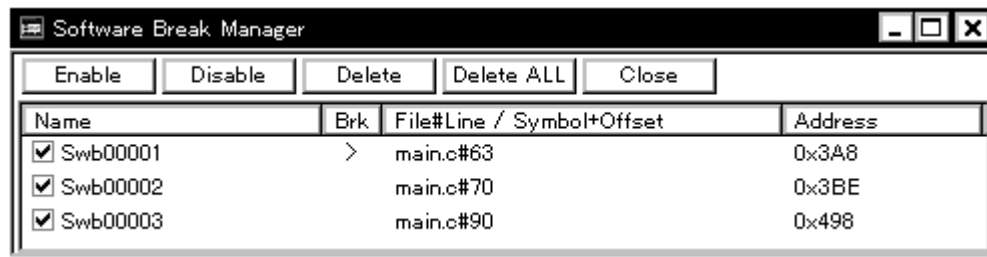 Software Break Manager
Enable Disable Delete Delete ALL Close
Name Brk File#Line / Symbol+Offset Address
Swb00001 > main.c#63 0x3A8
Swb00002 main.c#70 0x3BE
Swb00003 main.c#90 0x498